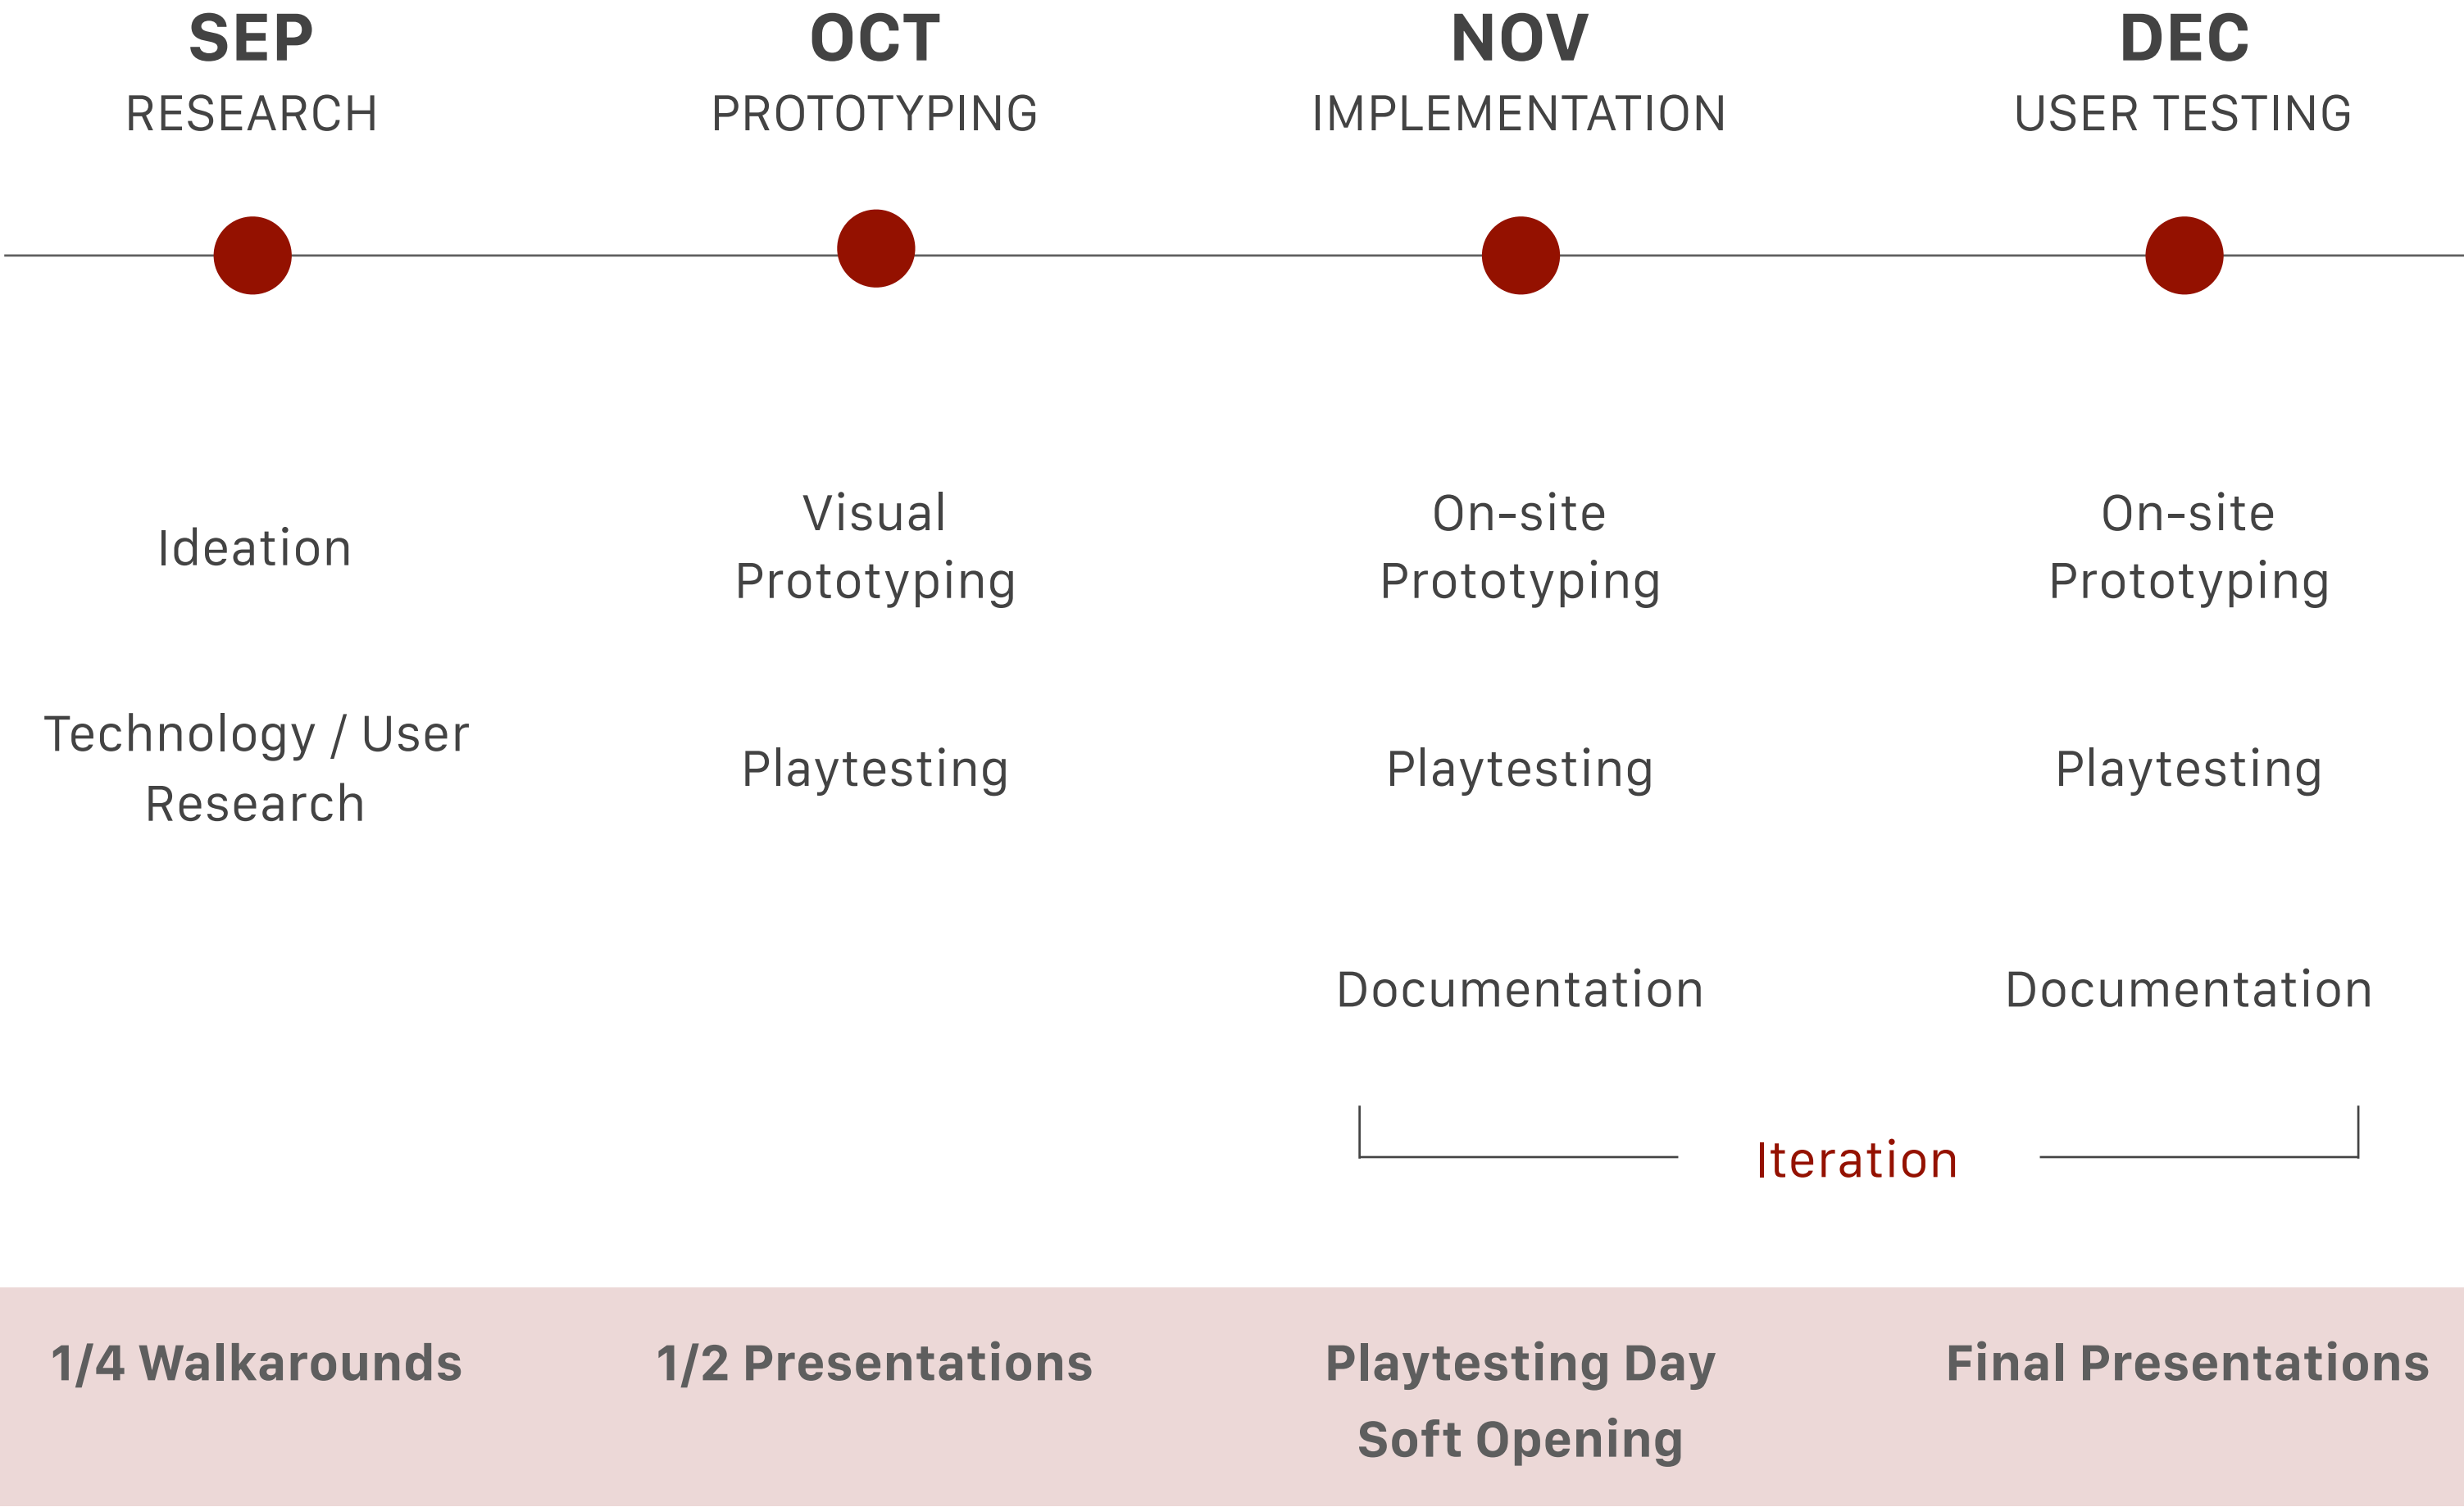 SEP
RESEARCH
OCT
PROTOTYPING
NOV
IMPLEMENTATION
DEC
USER TESTING
Ideation
Technology / User
Research
Visual
Prototyping
Playtesting
On-site
Prototyping
Playtesting
Documentation
On-site
Prototyping
Playtesting
Documentation
Iteration
1/4 Walkarounds
1/2 Presentations
Playtesting Day
Soft Opening
Final Presentations